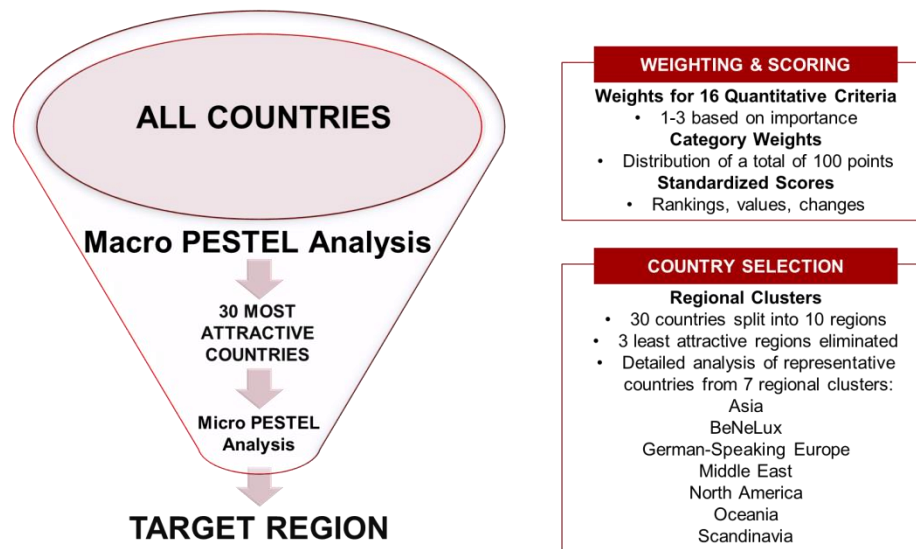 ALL COUNTRIES
Macro PESTEL Analysis
30 MOST
ATTRACTIVE
COUNTRIES
Micro PESTEL
Analysis
TARGET REGION
WEIGHTING & SCORING
Weights for 16 Quantitative Criteria
• 1-3 based on importance
Category Weights
• Distribution of a total of 100 points
Standardized Scores
• Rankings, values, changes
COUNTRY SELECTION
Regional Clusters
• 30 countries split into 10 regions
• 3 least attractive regions eliminated
• Detailed analysis of representative
countries from 7 regional clusters:
Asia
BeNeLux
German-Speaking Europe
Middle East
North America
Oceania
Scandinavia